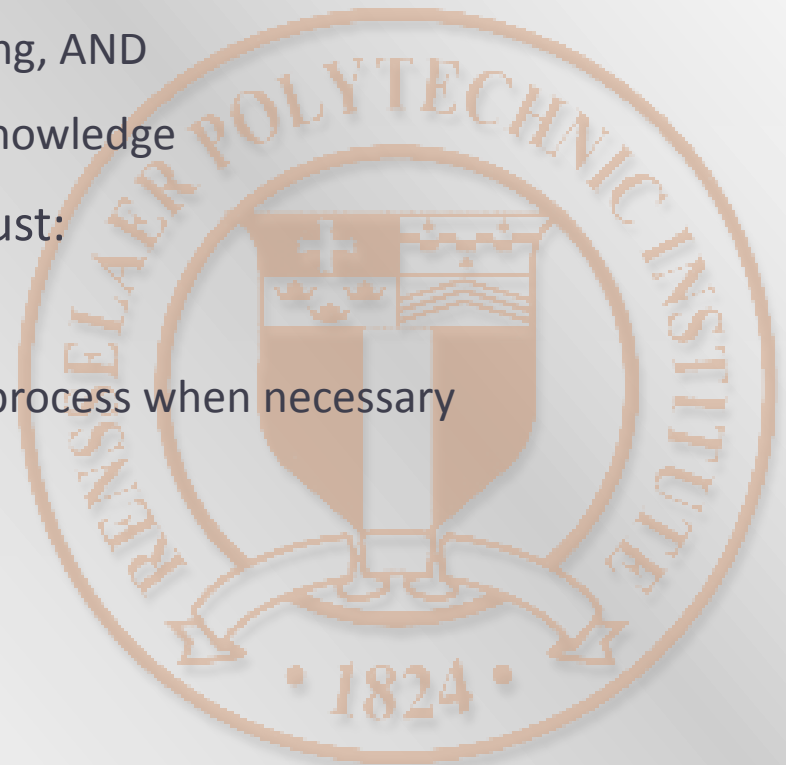 ng, AND
nowledge
ust:
process when necessary
RENSSELAER POLYTECHNIC INSTITUTE
• 1824 •